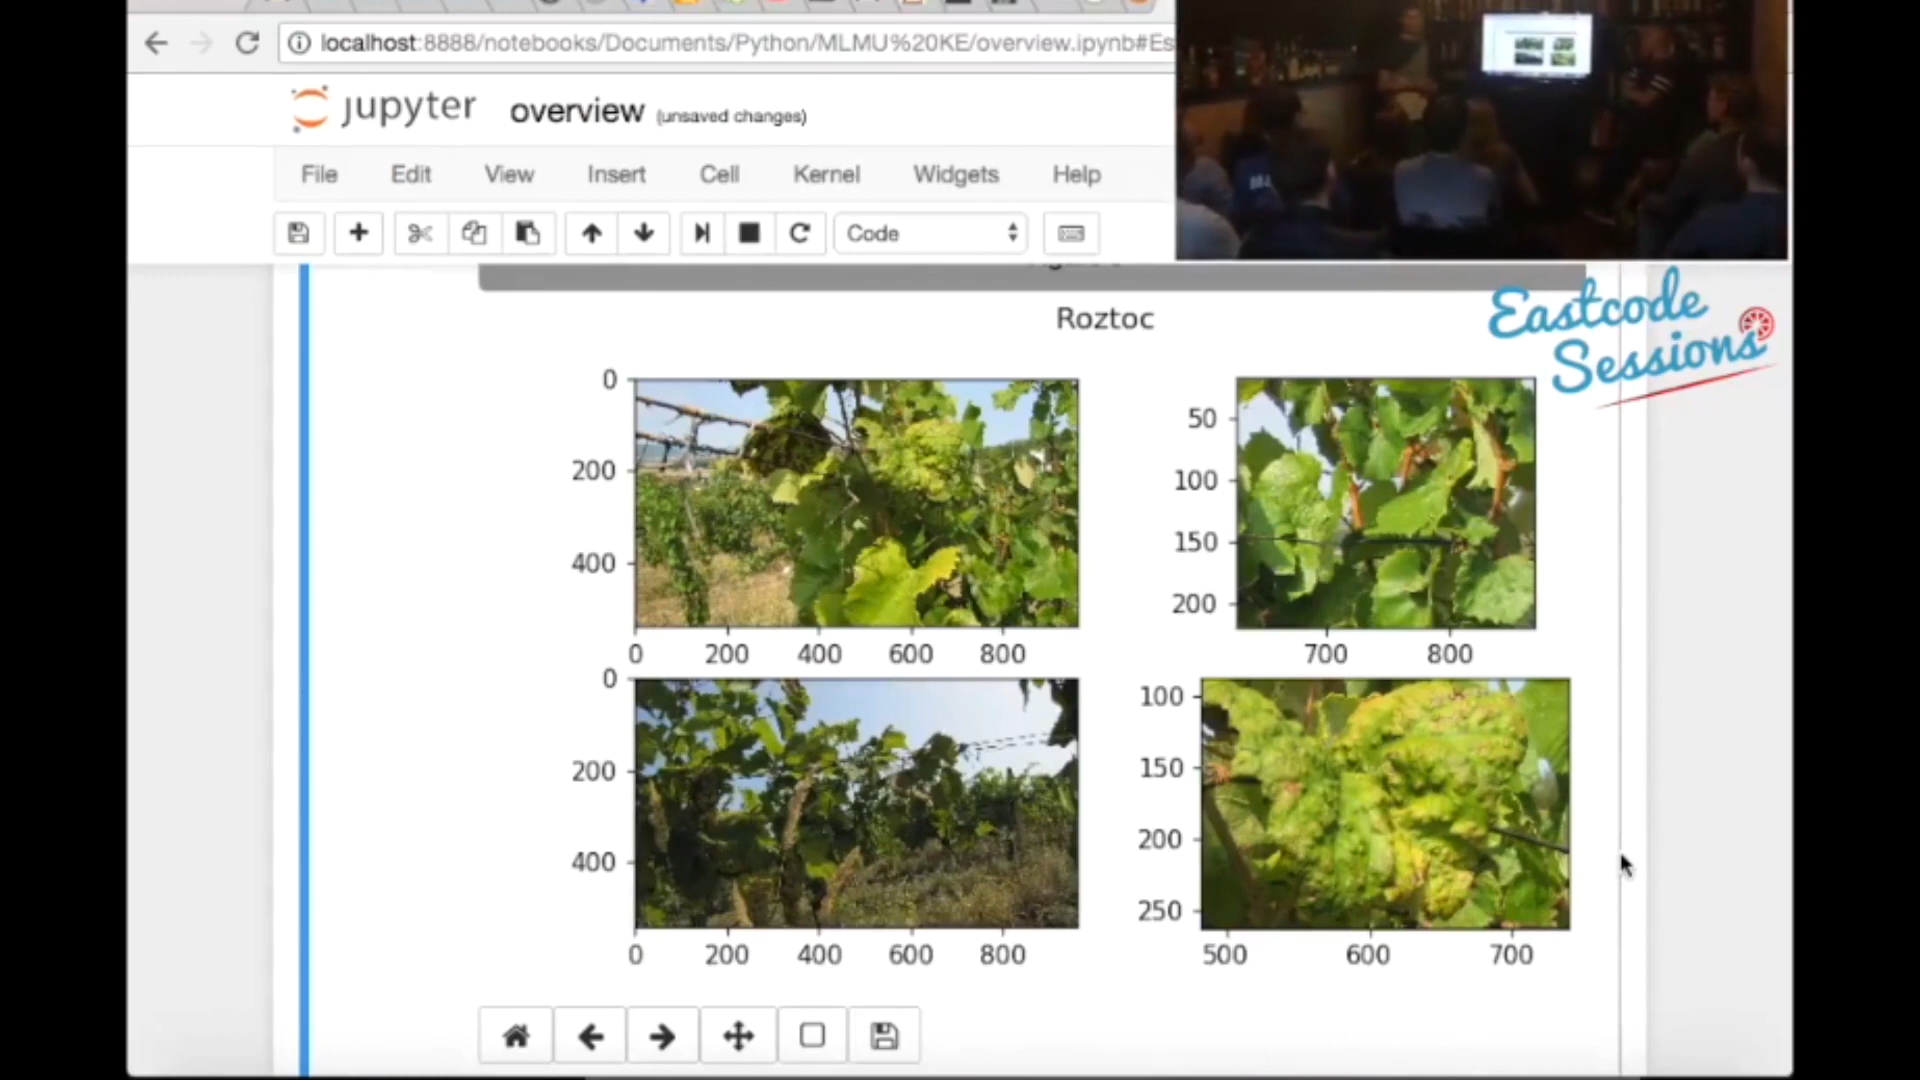 localhost:8888/notebooks/Documents/Python/MLMU%20KE/overview.ipynb#Es
jupyter overview (unsaved changes)
File Edit View Insert Cell Kernel Widgets Help
Code
Eastcode
Sessions
Roztoc
0
200
400
0 200 400 600 800
50
100
150
200
700 800
0
200
400
0 200 400 600 800
100
150
200
250
500 600 700